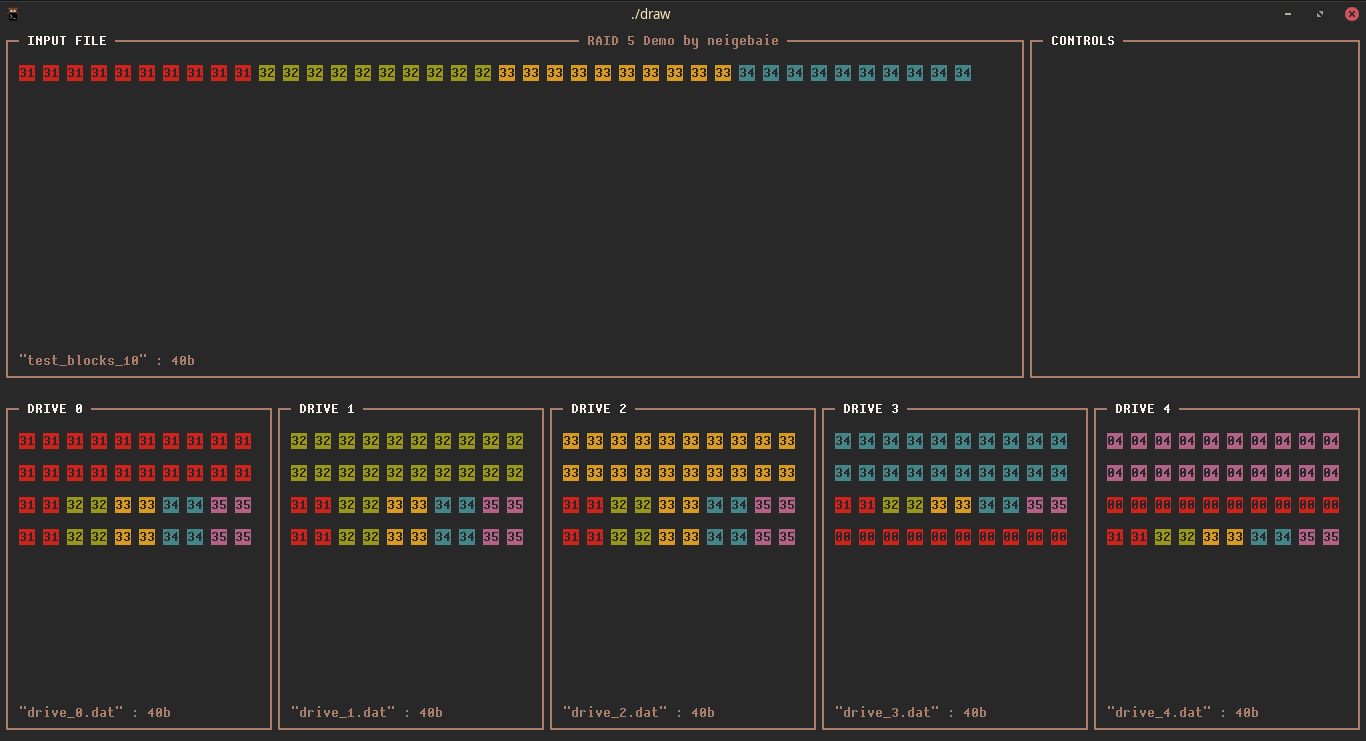 ./draw
INPUT FILE RAID 5 Demo by neigebaie CONTROLS
31 31 31 31 31 31 31 31 31 31 32 32 32 32 32 32 32 32 32 32 33 33 33 33 33 33 33 33 33 33 34 34 34 34 34 34 34 34 34 34
"test_blocks_10" : 40b
DRIVE 0
31 31 31 31 31 31 31 31 31 31
31 31 31 31 31 31 31 31 31 31
31 31 32 32 33 33 34 34 35 35
31 31 32 32 33 33 34 34 35 35
"drive_0.dat" : 40b
DRIVE 1
32 32 32 32 32 32 32 32 32 32
32 32 32 32 32 32 32 32 32 32
31 31 32 32 33 33 34 34 35 35
31 31 32 32 33 33 34 34 35 35
"drive_1.dat" : 40b
DRIVE 2
33 33 33 33 33 33 33 33 33 33
33 33 33 33 33 33 33 33 33 33
31 31 32 32 33 33 34 34 35 35
31 31 32 32 33 33 34 34 35 35
"drive_2.dat" : 40b
DRIVE 3
34 34 34 34 34 34 34 34 34 34
34 34 34 34 34 34 34 34 34 34
31 31 32 32 33 33 34 34 35 35
00 00 00 00 00 00 00 00 00 00
"drive_3.dat" : 40b
DRIVE 4
04 04 04 04 04 04 04 04 04 04
04 04 04 04 04 04 04 04 04 04
00 00 00 00 00 00 00 00 00 00
31 31 32 32 33 33 34 34 35 35
"drive_4.dat" : 40b